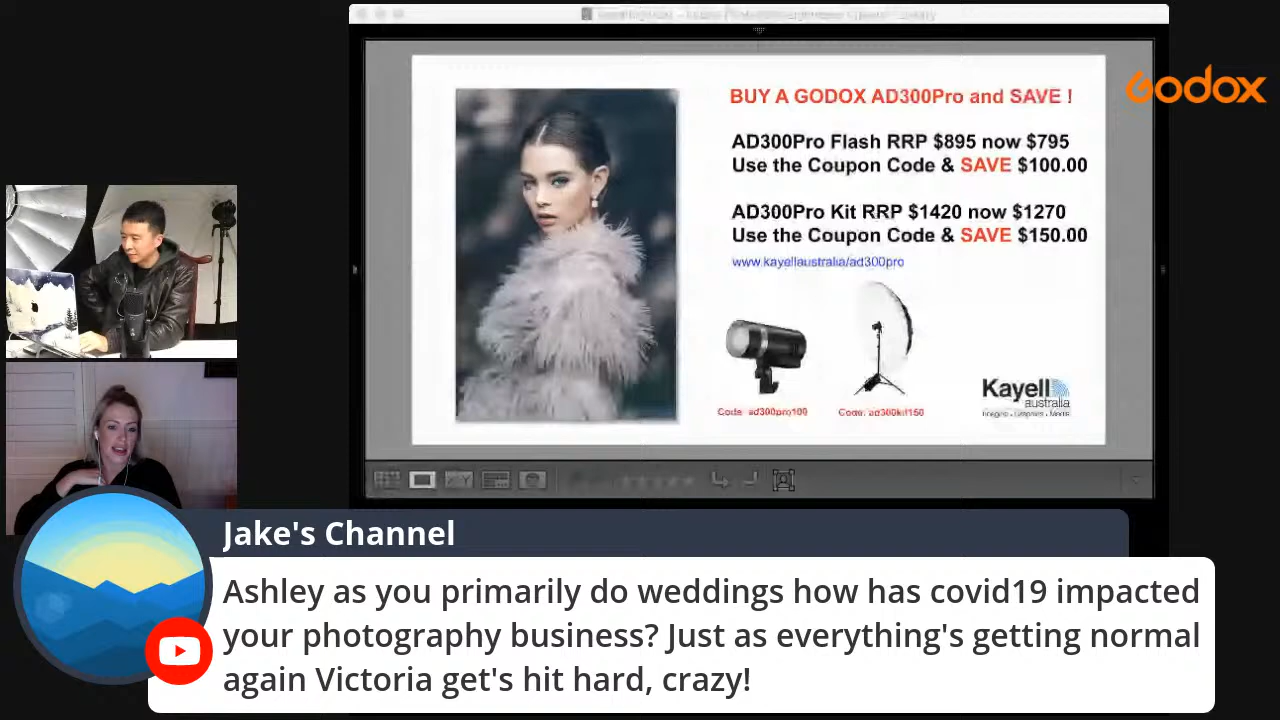 BUY A GODOX AD300Pro and SAVE !
AD300Pro Flash RRP $895 now $795
Use the Coupon Code & SAVE $100.00
AD300Pro Kit RRP $1420 now $1270
Use the Coupon Code & SAVE $150.00
www.kayellaustralia/ad300pro
Code: ad300pro100
Code: ad300kit150
Kayell
australia
Godox
Jake's Channel
Ashley as you primarily do weddings how has covid19 impacted
your photography business? Just as everything's getting normal
again Victoria get's hit hard, crazy!